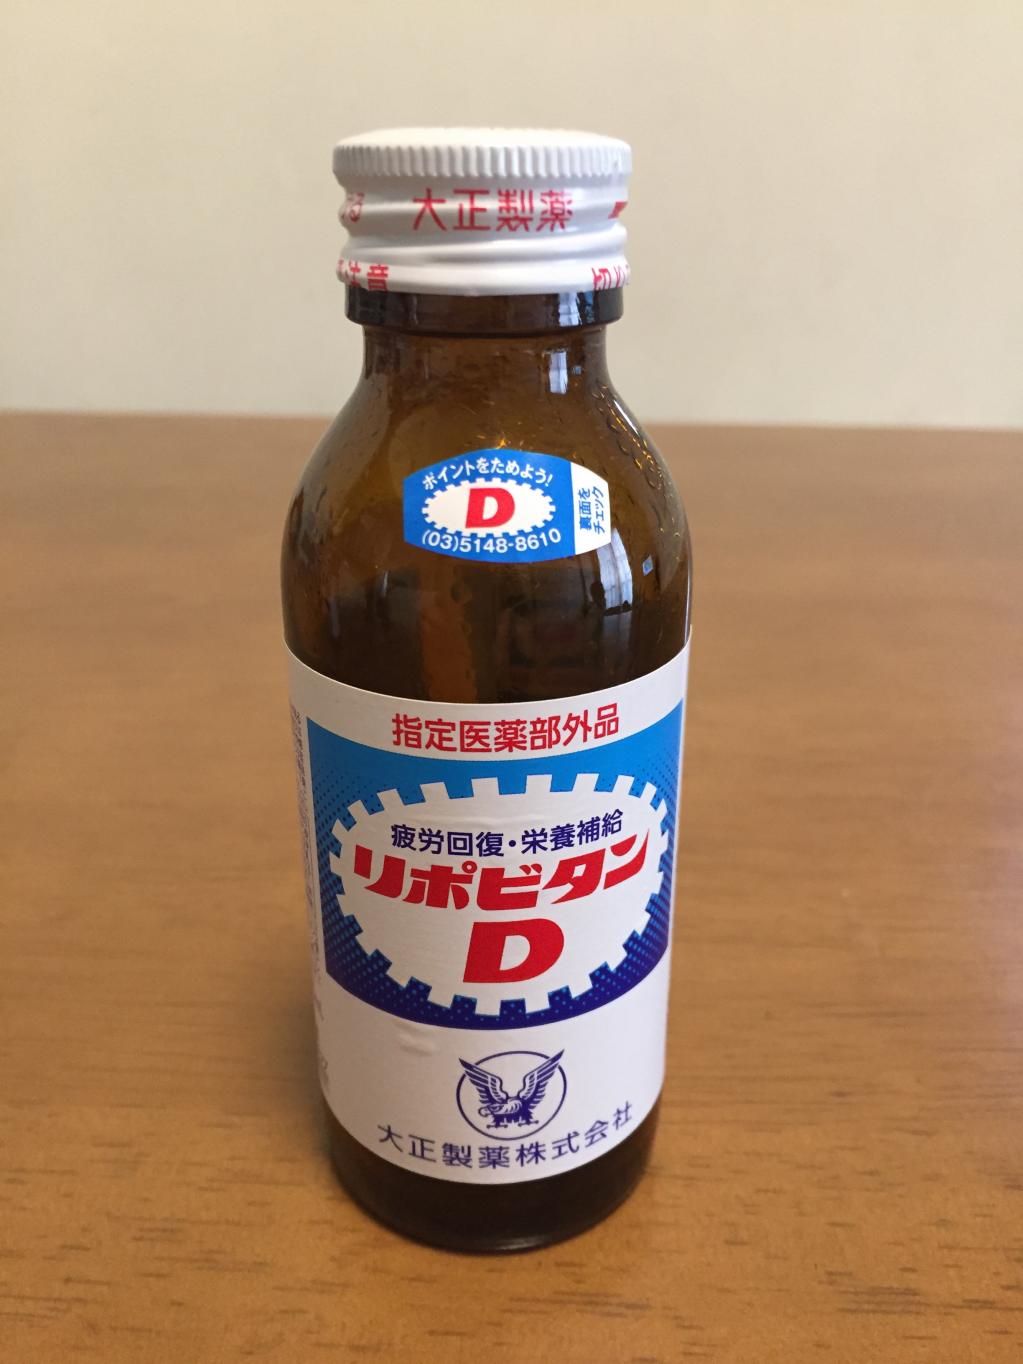 大正製薬
注意
ポイントをためよう!
D
(03)5148-8610
裏面を
チェック
指定医薬部外品
疲労回復・栄養補給
リポビタン
D
大正製薬株式会社